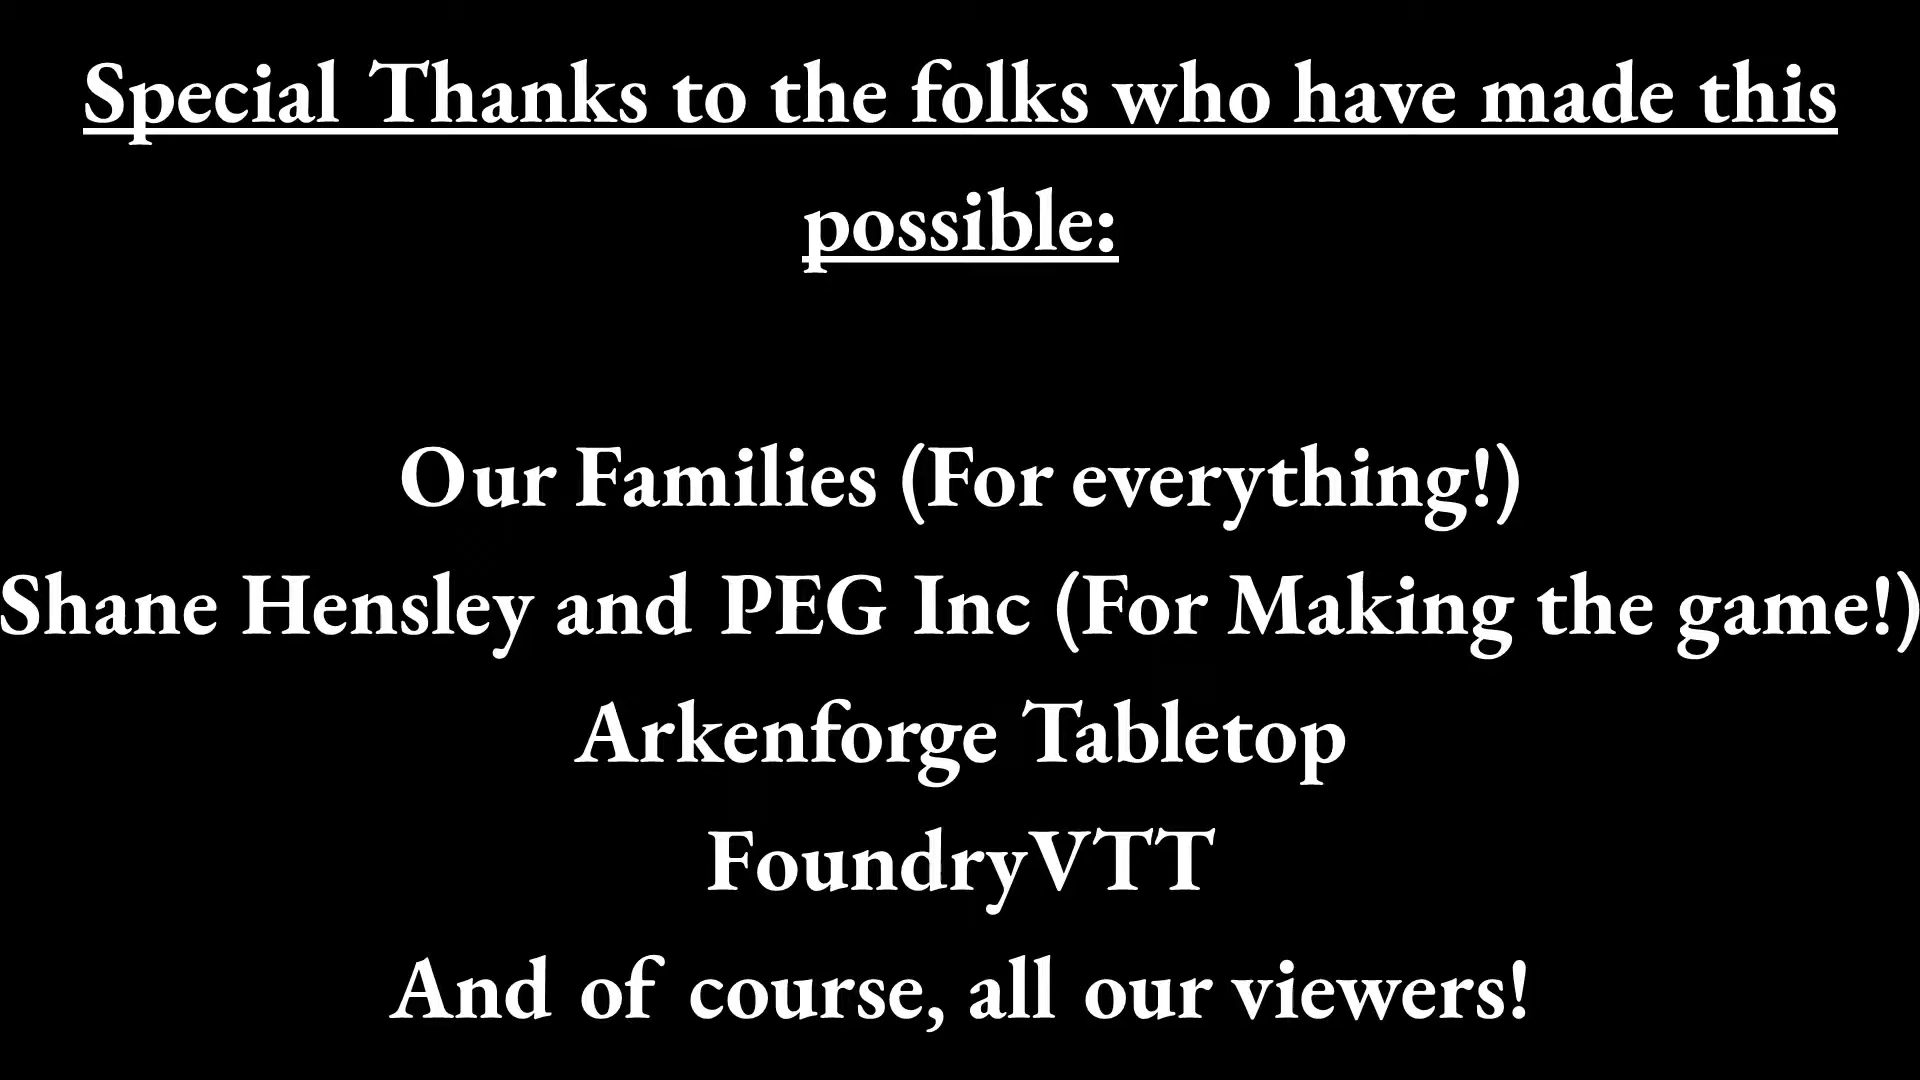 Special Thanks to the folks who have made this
possible:
Our Families (For everything!)
Shane Hensley and PEG Inc (For Making the game!)
Arkenforge Tabletop
FoundryVTT
And of course, all our viewers!